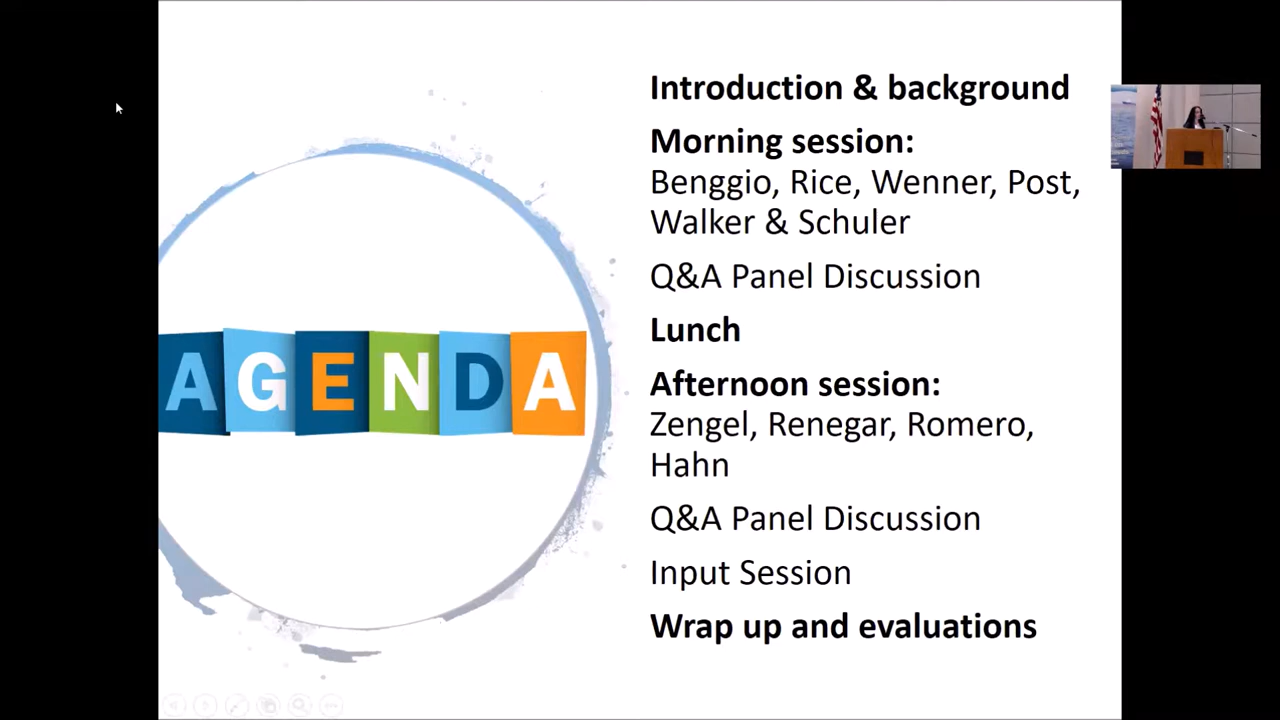 AGENDA
Introduction & background
Morning session:
Benggio, Rice, Wenner, Post,
Walker & Schuler
Q&A Panel Discussion
Lunch
Afternoon session:
Zengel, Renegar, Romero,
Hahn
Q&A Panel Discussion
Input Session
Wrap up and evaluations